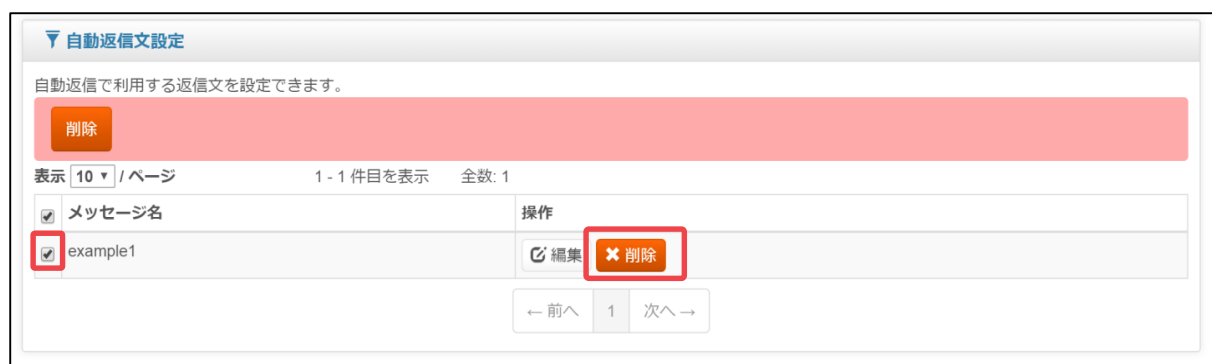 自動返信文設定
自動返信で利用する返信文を設定できます。
削除
表示 10 / ページ 1 - 1 件目を表示 全数: 1
メッセージ名 操作
example1 編集 削除
← 前へ 1 次へ →